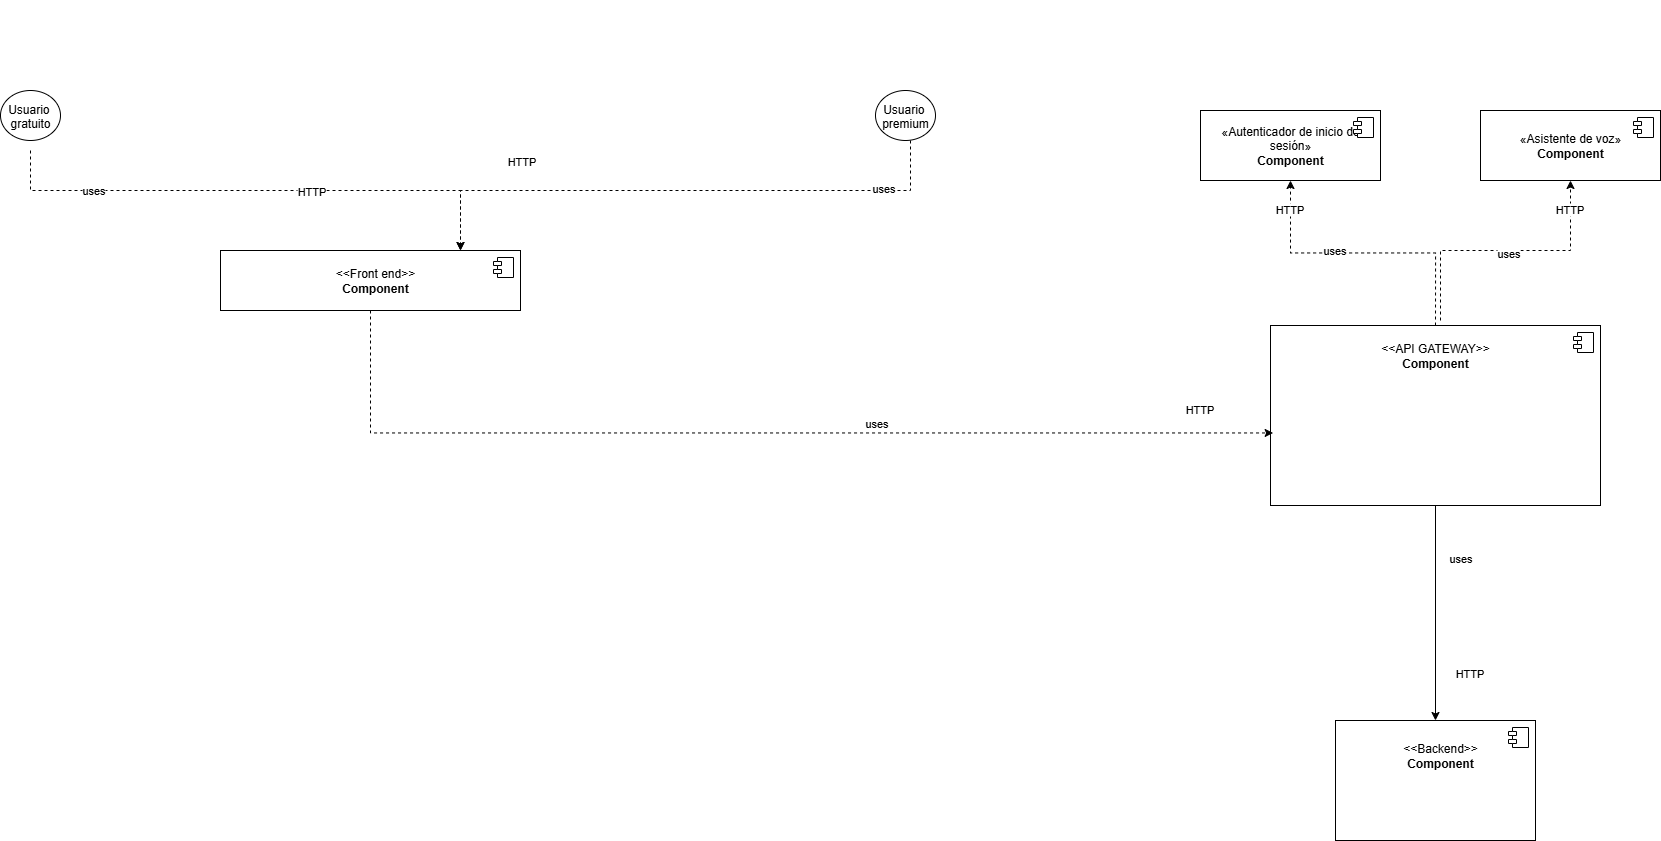 Usuario
gratuito
Usuario
premium
«Autenticador de inicio de
sesión»
Component
«Asistente de voz»
Component
HTTP
uses
HTTP
uses
HTTP
HTTP
uses
uses
<<Front end>>
Component
<<API GATEWAY>>
Component
HTTP
uses
uses
HTTP
<<Backend>>
Component